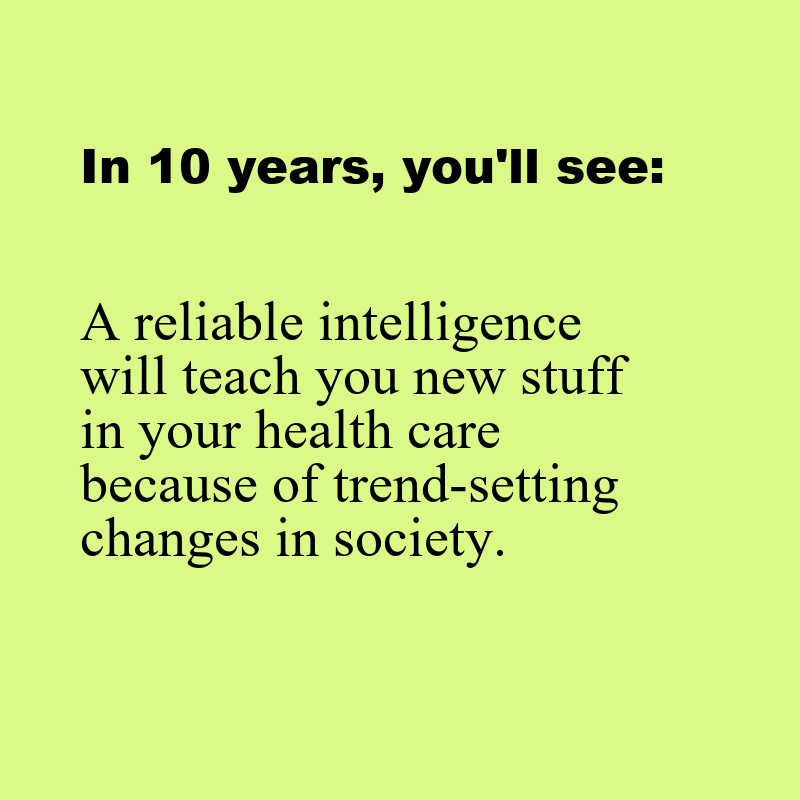 In 10 years, you'll see:
A reliable intelligence
will teach you new stuff
in your health care
because of trend-setting
changes in society.